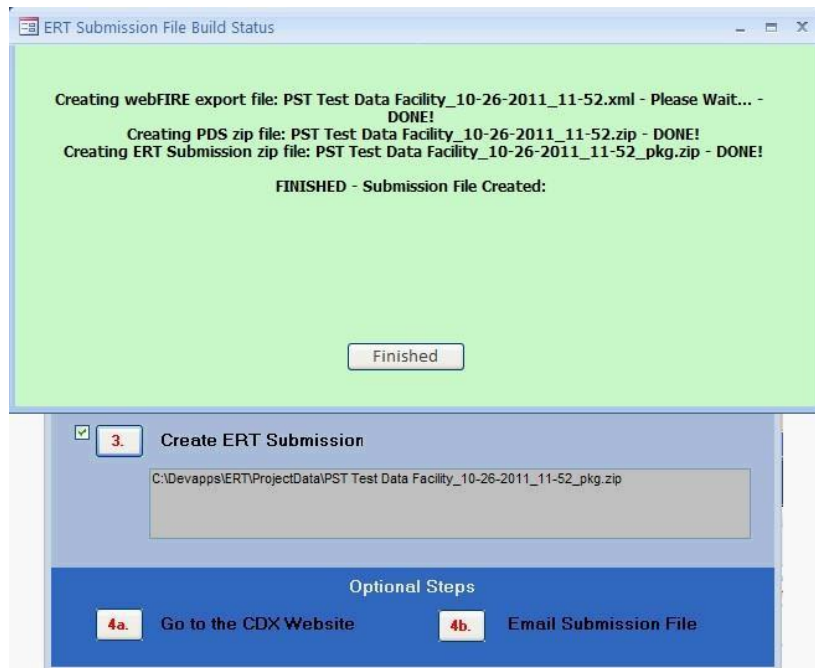 ERT Submission File Build Status
Creating webFIRE export file: PST Test Data Facility_10-26-2011_11-52.xml - Please Wait... -
DONE!
Creating PDS zip file: PST Test Data Facility_10-26-2011_11-52.zip - DONE!
Creating ERT Submission zip file: PST Test Data Facility_10-26-2011_11-52_pkg.zip - DONE!
FINISHED - Submission File Created:
Finished
3. Create ERT Submission
C:\Devapps\ERT\ProjectData\PST Test Data Facility_10-26-2011_11-52_pkg.zip
Optional Steps
4a. Go to the CDX Website 4b. Email Submission File